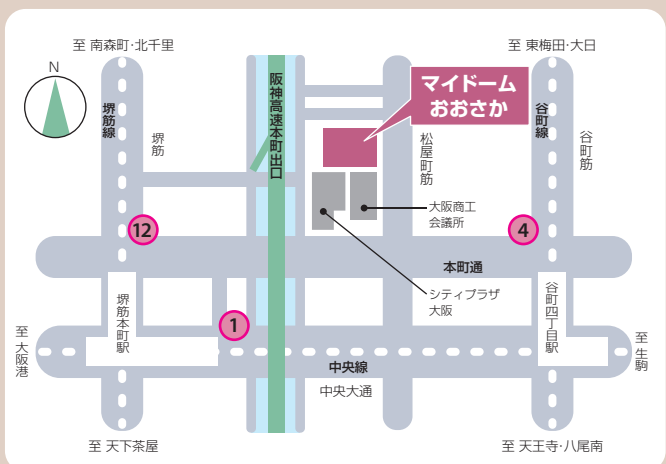 至 南森町・北千里
至 東梅田・大日
N
マイドーム
おおさか
阪神高速本町出口
堺筋線
堺筋
松屋町筋
谷町線
谷町筋
大阪商工
会議所
12
4
本町通
シティプラザ
大阪
堺筋本町駅
谷町四丁目駅
1
至 大阪港
至 生駒
中央線
中央大通
至 天下茶屋
至 天王寺・八尾南